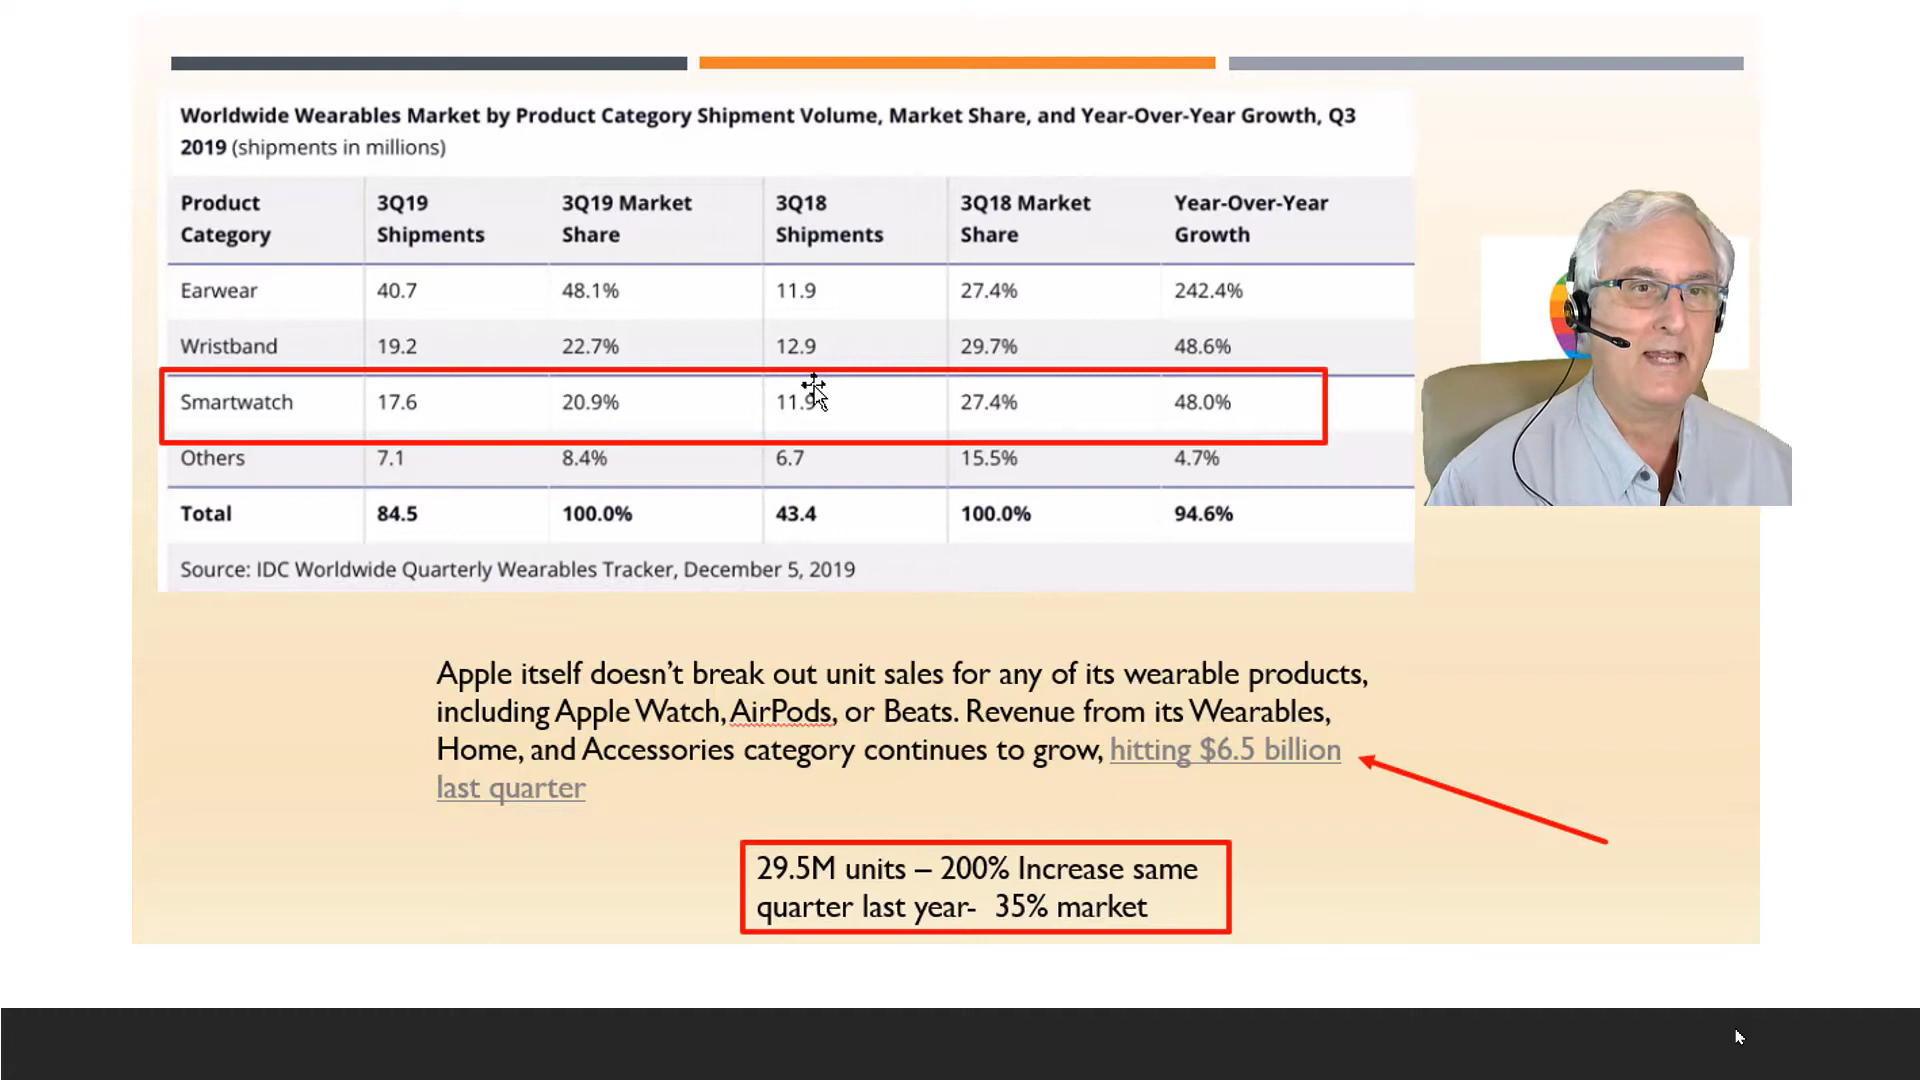 Worldwide Wearables Market by Product Category Shipment Volume, Market Share, and Year-Over-Year Growth, Q3
2019 (shipments in millions)
Product Category 3Q19 Shipments 3Q19 Market Share 3Q18 Shipments 3Q18 Market Share Year-Over-Year Growth
Earwear 40.7 48.1% 11.9 27.4% 242.4%
Wristband 19.2 22.7% 12.9 29.7% 48.6%
Smartwatch 17.6 20.9% 11.9 27.4% 48.0%
Others 7.1 8.4% 6.7 15.5% 4.7%
Total 84.5 100.0% 43.4 100.0% 94.6%
Source: IDC Worldwide Quarterly Wearables Tracker, December 5, 2019
Apple itself doesn’t break out unit sales for any of its wearable products,
including Apple Watch, AirPods, or Beats. Revenue from its Wearables,
Home, and Accessories category continues to grow, hitting $6.5 billion
last quarter
29.5M units – 200% Increase same
quarter last year- 35% market